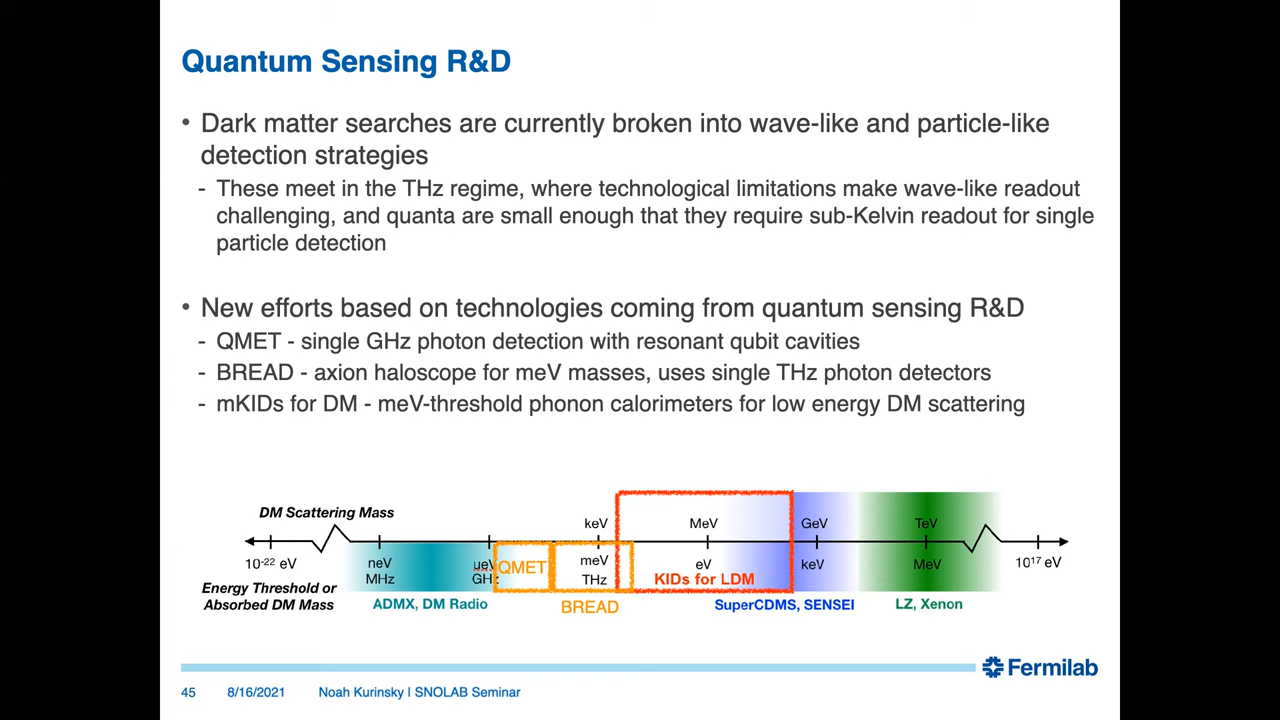 Quantum Sensing R&D
• Dark matter searches are currently broken into wave-like and particle-like
detection strategies
- These meet in the THz regime, where technological limitations make wave-like readout
challenging, and quanta are small enough that they require sub-Kelvin readout for single
particle detection
• New efforts based on technologies coming from quantum sensing R&D
- QMET - single GHz photon detection with resonant qubit cavities
- BREAD - axion haloscope for meV masses, uses single THz photon detectors
- mKIDs for DM - meV-threshold phonon calorimeters for low energy DM scattering
DM Scattering Mass
keV MeV GeV TeV
10-22 eV neV ueV QMET meV eV keV MeV 10^17 eV
MHz GHz THz KIDs for LDM
Energy Threshold or
Absorbed DM Mass
ADMX, DM Radio BREAD SuperCDMS, SENSEI LZ, Xenon
Fermilab
45 8/16/2021 Noah Kurinsky | SNOLAB Seminar